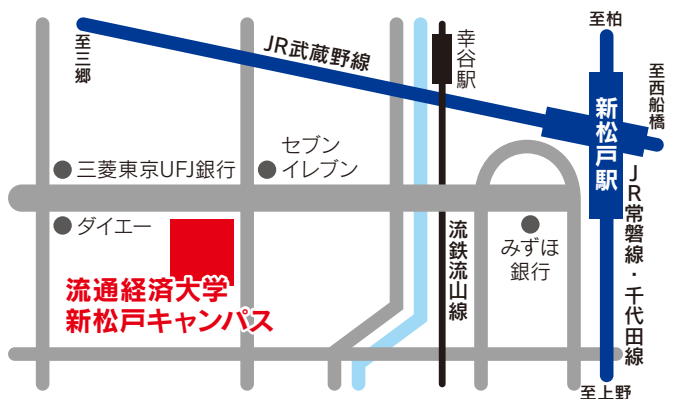 至柏
至三郷
JR武蔵野線
幸谷駅
至西船橋
新松戸駅
セブン
イレブン
三菱東京UFJ銀行
JR常磐線・千代田線
ダイエー
流鉄流山線
みずほ
銀行
流通経済大学
新松戸キャンパス
至上野